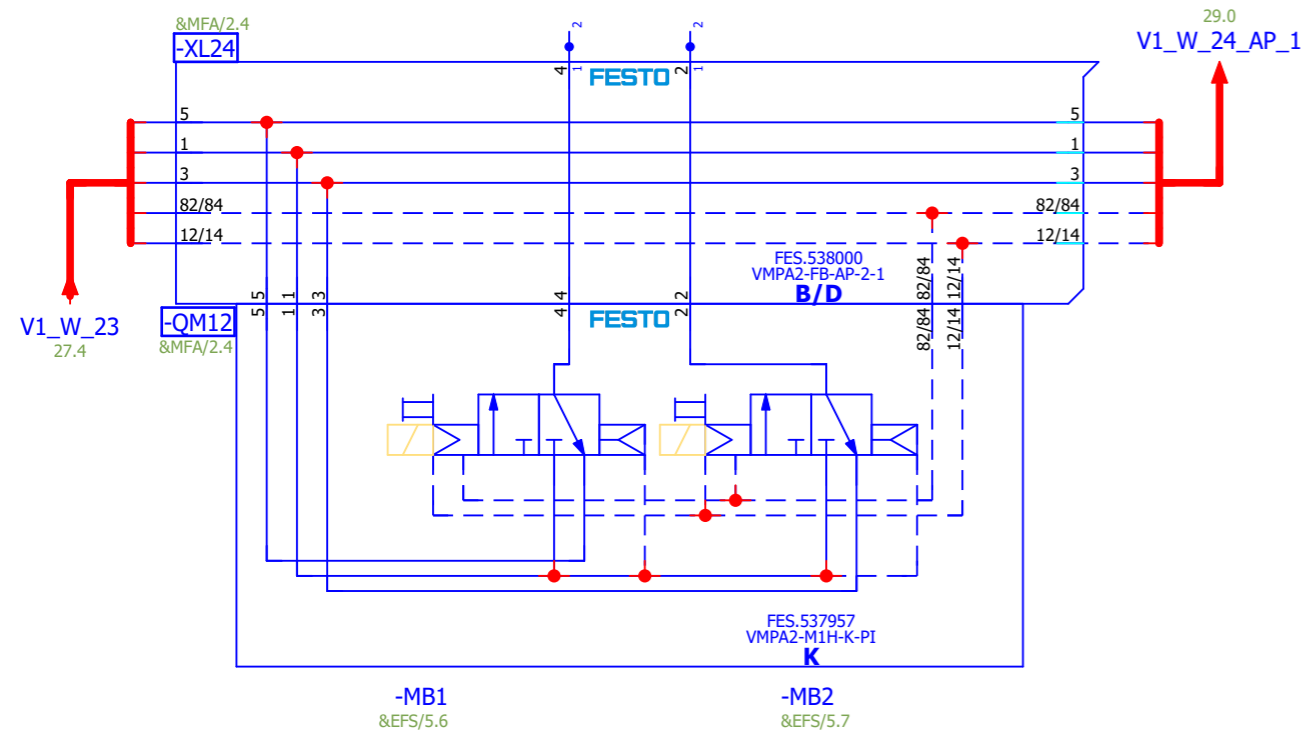 &MFA/2.4
-XL24
2
2
29.0
V1_W_24_AP_1
4
1
FESTO
2
1
5
5
1
1
3
3
82/84
82/84
12/14
12/14
FES.538000
VMPA2-FB-AP-2-1
B/D
V1_W_23
27.4
-QM12
&MFA/2.4
5 5
1 1
3 3
4 4
FESTO
2 2
82/84 82/84
12/14 12/14
FES.537957
VMPA2-M1H-K-PI
K
-MB1
&EFS/5.6
-MB2
&EFS/5.7